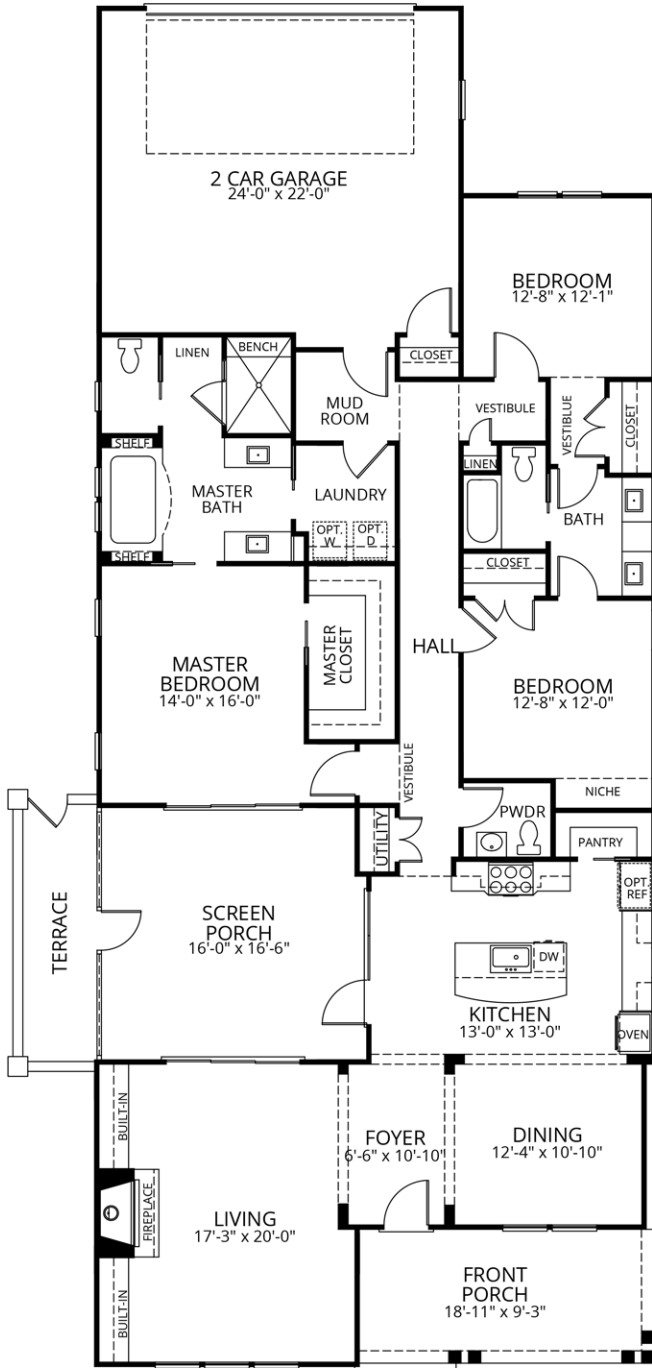 2 CAR GARAGE
24'-0" x 22'-0"
BEDROOM
12'-8" x 12'-1"
LINEN
BENCH
CLOSET
MUD
ROOM
VESTIBULE
VESTIBLUE
CLOSET
SHELF
MASTER
BATH
LAUNDRY
LINEN
BATH
OPT.
W
OPT.
D
SHELF
CLOSET
MASTER
BEDROOM
14'-0" x 16'-0"
MASTER
CLOSET
HALL
BEDROOM
12'-8" x 12'-0"
VESTIBULE
NICHE
PWDR
UTILITY
PANTRY
OPT.
REF
TERRACE
SCREEN
PORCH
16'-0" x 16'-6"
DW
KITCHEN
13'-0" x 13'-0"
OVEN
BUILT-IN
FOYER
6'-6" x 10'-10"
DINING
12'-4" x 10'-10"
FIREPLACE
LIVING
17'-3" x 20'-0"
BUILT-IN
FRONT
PORCH
18'-11" x 9'-3"